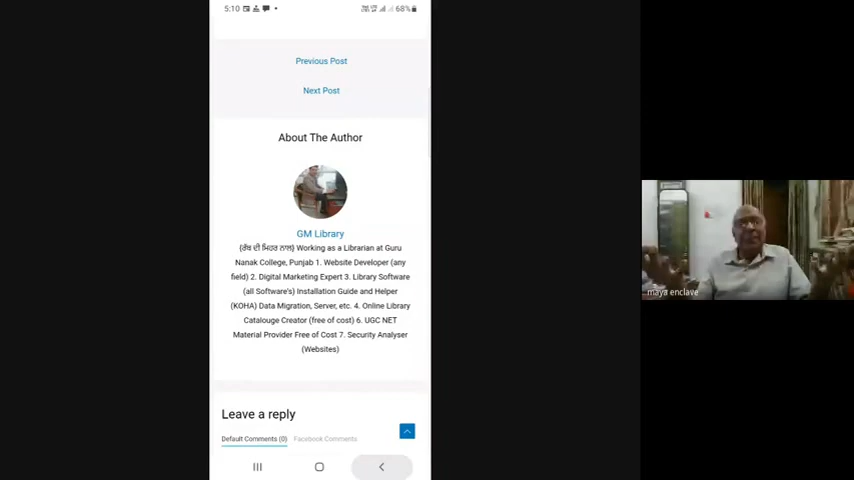 5:10
68%
Previous Post
Next Post
About The Author
GM Library
(ਰੱਬ ਦੀ ਮਿਹਰ ਨਾਲ) Working as a Librarian at Guru
Nanak College, Punjab 1. Website Developer (any
field) 2. Digital Marketing Expert 3. Library Software
(all Software's) Installation Guide and Helper
(KOHA) Data Migration, Server, etc. 4. Online Library
Catalouge Creator (free of cost) 6. UGC NET
Material Provider Free of Cost 7. Security Analyser
(Websites)
Leave a reply
Default Comments (0) Facebook Comments
maya enclave